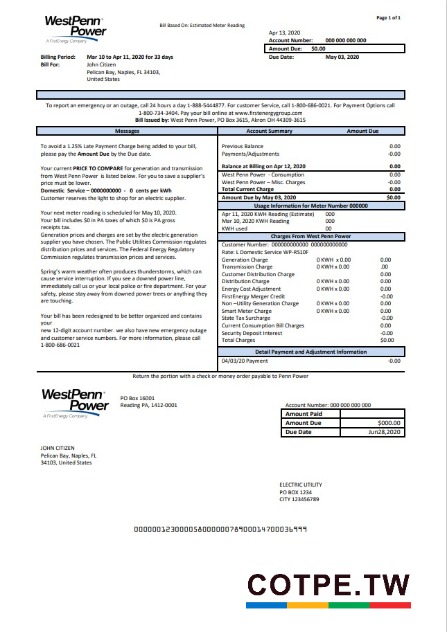 WestPenn
Power
A FirstEnergy Company
Bill Based On: Estimated Meter Reading
Page 1 of 1
Apr 13, 2020
Account Number: 000 000 000 000
Amount Due: $0.00
Due Date: May 03, 2020
Billing Period: Mar 10 to Apr 11, 2020 for 33 days
Bill For: John Citizen
Pelican Bay, Naples, FL 34103,
United States
To report an emergency or an outage, call 24 hours a day 1-888-5444877. For customer Service, call 1-800-686-0021. For Payment Options call
1-800-734-3904. Pay your bill online at www.firstenergygroup.com
Bill Issued by: West Penn Power, PO Box 3615, Akron OH 44309-3615
Messages
To avoid a 1.25% Late Payment Charge being added to your bill,
please pay the Amount Due by the Due date.
Your current PRICE TO COMPARE for generation and transmission
from West Penn Power is listed below. For you to save a supplier's
price must be lower.
Domestic Service – 0000000000 - 0 cents per kWh
Customer reserves the right to shop for an electric supplier.
Your next meter reading is scheduled for May 10, 2020.
Your bill includes $0 in PA taxes of which $0 is PA gross
receipts tax.
Generation prices and charges are set by the electric generation
supplier you have chosen. The Public Utilities Commission regulates
distribution prices and services. The Federal Energy Regulatory
Commission regulates transmission prices and services.
Spring's warm weather often produces thunderstorms, which can
cause service interruption. If you see a downed power line,
immediately call us of your local police or fire department. For your
safety, please stay away from downed power trees or anything they
are touching.
Your bill has been redesigned to be better organized and contains
your
new 12-digit account number. we also have new emergency outage
and customer service numbers. For more information, please call
1-800-686-0021
Account Summary Amount Due
Previous Balance 0.00
Payments/Adjustments -0.00
Balance at Billing on Apr 12, 2020 0.00
West Penn Power - Consumption 0.00
West Penn Power – Misc. Charges -0.00
Total Current Charge 0.00
Amount Due by May 03, 2020 $0.00
Usage Information for Meter Number 000000
Apr 11, 2020 KWH Reading (Estimate) 000
Mar 10, 2020 KWH Reading 000
KWH used 00
Charges From West Penn Power
Customer Number: 0000000000000 0000000000000
Rate: L Domestic Service WP-RS10F
Generation Charge 0 KWH x 0.00 0.00
Transmission Charge 0 KWH X 0.00 .00
Customer Distribution Charge 0.00
Distribution Charge 0 KWH x 0.00 0.00
Energy Cost Adjustment 0 KWH x 0.00 0.00
FirstEnergy Merger Credit -0.00
Non –Utility Generation Charge 0 KWH x 0.00 0.00
Smart Meter Charge 0 KWH x 0.00 0.00
State Tax Surcharge -0.00
Current Consumption Bill Charges 0.00
Security Deposit Interest -0.00
Total Charges $0.00
Detail Payment and Adjustment Information
04/03/20 Payment -0.00
Return the portion with a check or money order payable to Penn Power
WestPenn
Power
A FirstEnergy Company
PO Box 16001
Reading PA, 1412-0001
Account Number: 000 000 000 000
Amount Paid
Amount Due $000.00
Due Date Jun28,2020
JOHN CITIZEN
Pelican Bay, Naples, FL
34103, United States
ELECTRIC UTILITY
PO BOX 1234
CITY 123456789
COTPE.TW